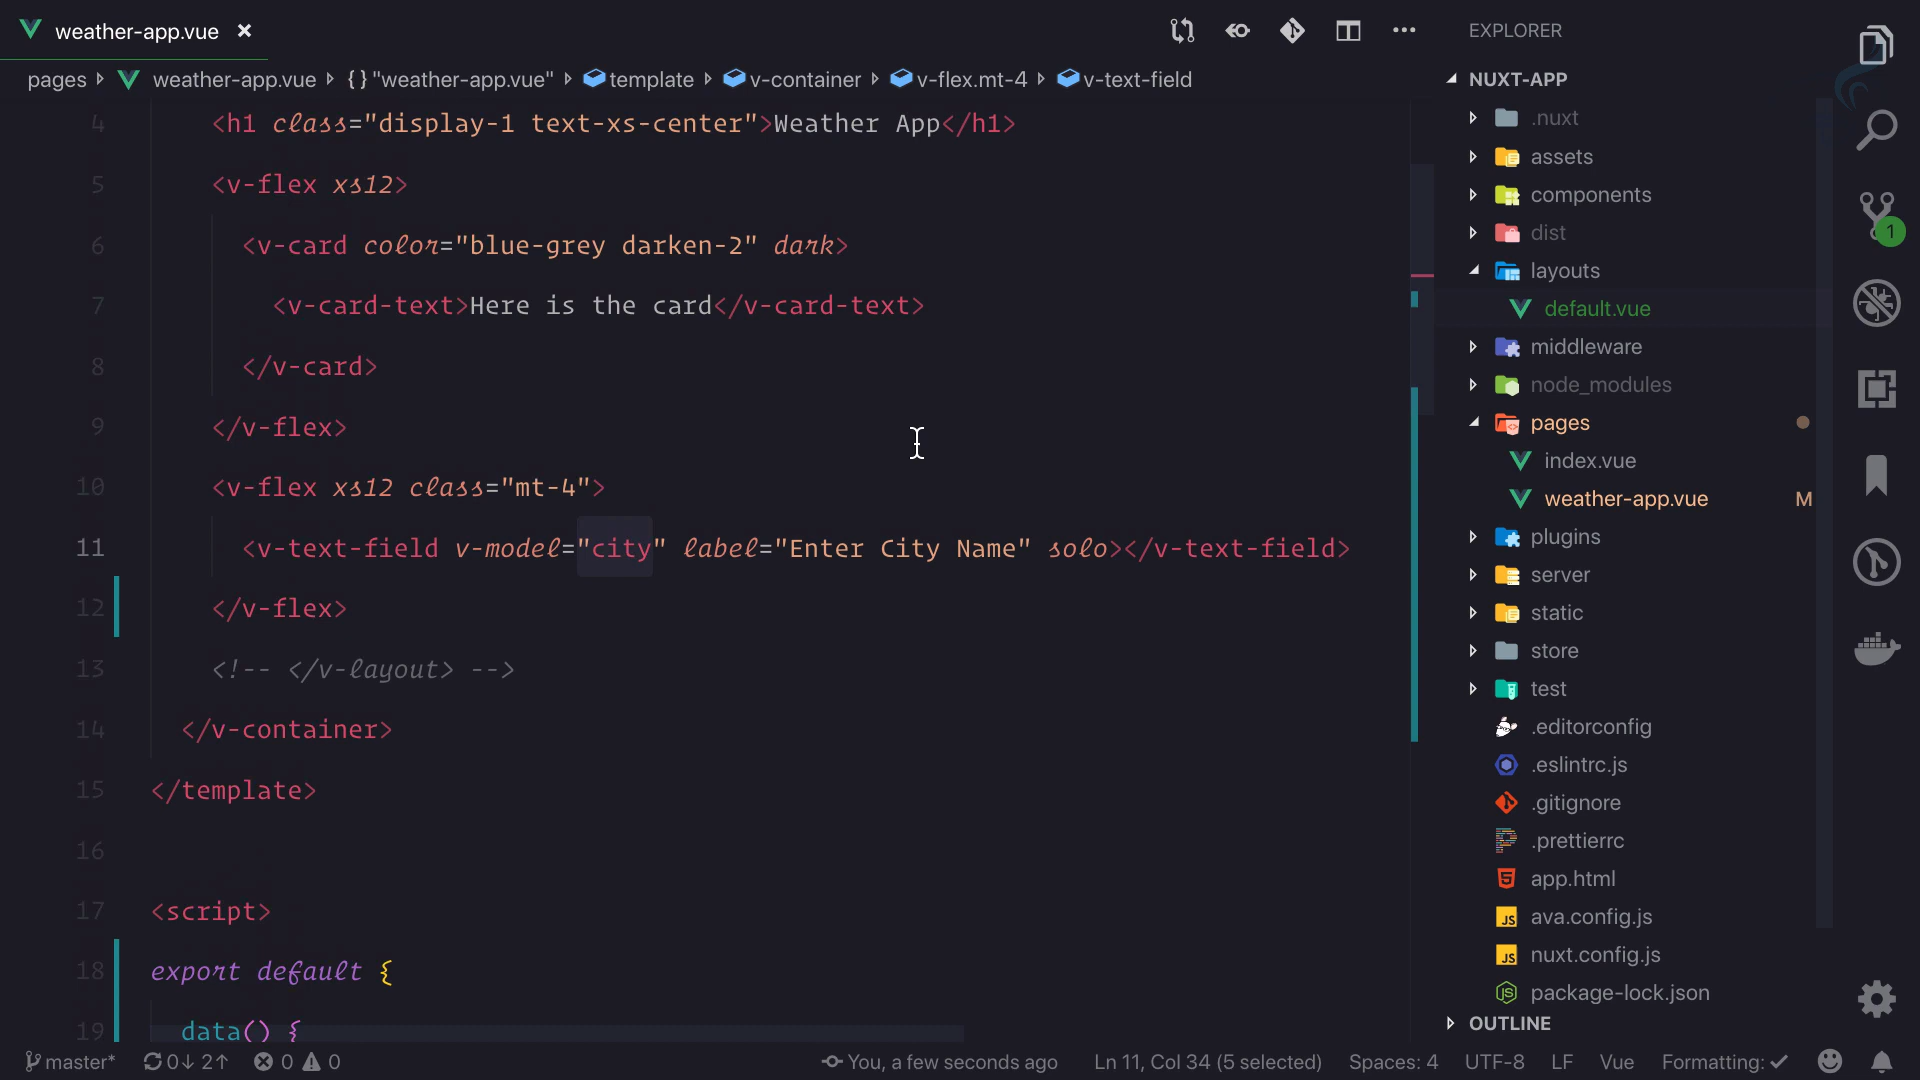 weather-app.vue ×
pages weather-app.vue {} "weather-app.vue" template v-container v-flex.mt-4 v-text-field
4 <h1 class="display-1 text-xs-center">Weather App</h1>
5 <v-flex xs12>
6 <v-card color="blue-grey darken-2" dark>
7 <v-card-text>Here is the card</v-card-text>
8 </v-card>
9 </v-flex>
10 <v-flex xs12 class="mt-4">
11 <v-text-field v-model="city" label="Enter City Name" solo></v-text-field>
12 </v-flex>
13 <!-- </v-layout> -->
14 </v-container>
15 </template>
16
17 <script>
18 export default {
19 data() {
EXPLORER
NUXT-APP
.nuxt
assets
components
dist
layouts
default.vue
middleware
node_modules
pages
index.vue
weather-app.vue M
plugins
server
static
store
test
.editorconfig
.eslintrc.js
.gitignore
.prettierrc
app.html
JS ava.config.js
JS nuxt.config.js
package-lock.json
OUTLINE
1
master* 0↓ 2↑ 0 0 You, a few seconds ago Ln 11, Col 34 (5 selected) Spaces: 4 UTF-8 LF Vue Formatting: ✓